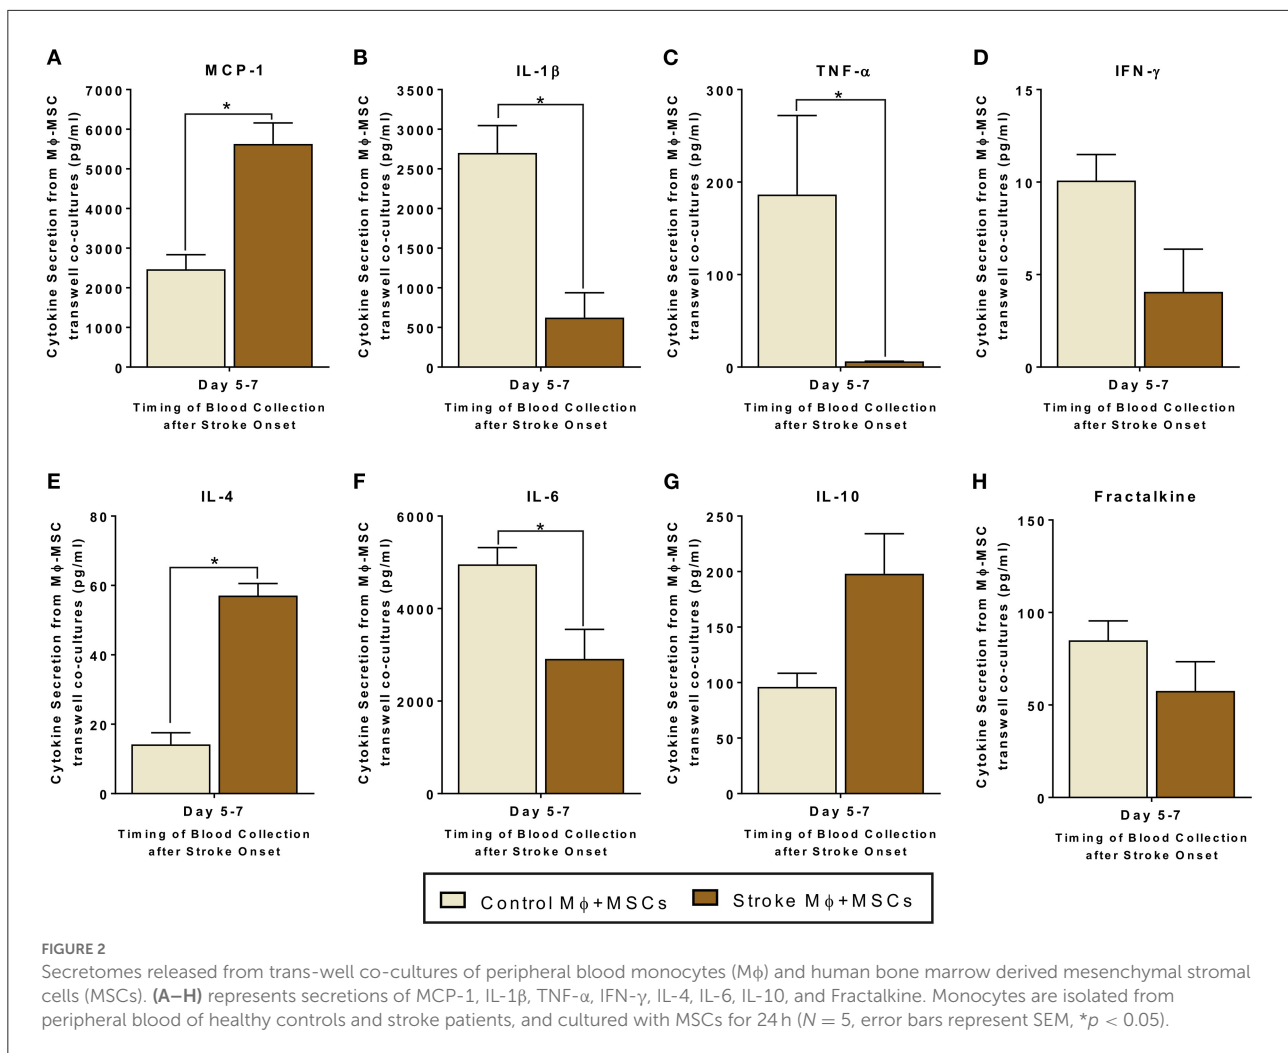 A
MCP-1
Cytokine Secretion from Mϕ-MSC
transwell co-cultures (pg/ml)
7000
6000
5000
4000
3000
2000
1000
0
*
Day 5-7
Timing of Blood Collection
after Stroke Onset
B
IL-1β
Cytokine Secretion from Mϕ-MSC
transwell co-cultures (pg/ml)
3500
3000
2500
2000
1500
1000
500
0
*
Day 5-7
Timing of Blood Collection
after Stroke Onset
C
TNF-α
Cytokine Secretion from Mϕ-MSC
transwell co-cultures (pg/ml)
300
200
100
0
*
Day 5-7
Timing of Blood Collection
after Stroke Onset
D
IFN-γ
Cytokine Secretion from Mϕ-MSC
transwell co-cultures (pg/ml)
15
10
5
0
Day 5-7
Timing of Blood Collection
after Stroke Onset
E
IL-4
Cytokine Secretion from Mϕ-MSC
transwell co-cultures (pg/ml)
80
60
40
20
0
*
Day 5-7
Timing of Blood Collection
after Stroke Onset
F
IL-6
Cytokine Secretion from Mϕ-MSC
transwell co-cultures (pg/ml)
6000
4000
2000
0
*
Day 5-7
Timing of Blood Collection
after Stroke Onset
G
IL-10
Cytokine Secretion from Mϕ-MSC
transwell co-cultures (pg/ml)
250
200
150
100
50
0
Day 5-7
Timing of Blood Collection
after Stroke Onset
H
Fractalkine
Cytokine Secretion from Mϕ-MSC
transwell co-cultures (pg/ml)
150
100
50
0
Day 5-7
Timing of Blood Collection
after Stroke Onset
Control Mϕ+MSCs Stroke Mϕ+MSCs
FIGURE 2
Secretomes released from trans-well co-cultures of peripheral blood monocytes (Mϕ) and human bone marrow derived mesenchymal stromal
cells (MSCs). (A–H) represents secretions of MCP-1, IL-1β, TNF-α, IFN-γ, IL-4, IL-6, IL-10, and Fractalkine. Monocytes are isolated from
peripheral blood of healthy controls and stroke patients, and cultured with MSCs for 24 h (N = 5, error bars represent SEM, *p < 0.05).